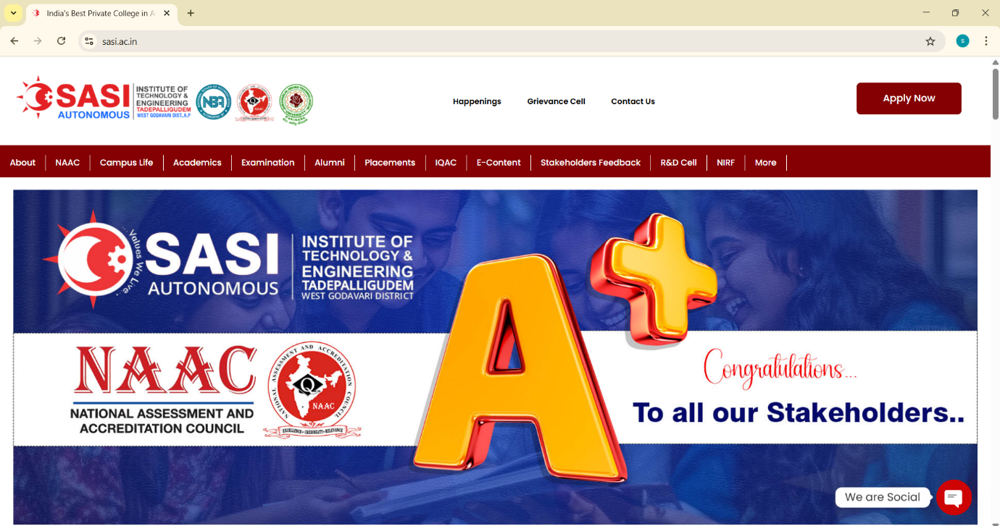 India's Best Private College in A
sasi.ac.in
S
SASI
AUTONOMOUS
INSTITUTE OF
TECHNOLOGY &
ENGINEERING
TADEPALLIGUDEM
WEST GODAVARI DIST.,A.P
NBA
Happenings
Grievance Cell
Contact Us
Apply Now
About
NAAC
Campus Life
Academics
Examination
Alumni
Placements
IQAC
E-Content
Stakeholders Feedback
R&D Cell
NIRF
More
...Values We Live...
SASI
AUTONOMOUS
INSTITUTE OF
TECHNOLOGY &
ENGINEERING
TADEPALLIGUDEM
WEST GODAVARI DISTRICT
A+
NAAC
NATIONAL ASSESSMENT AND
ACCREDITATION COUNCIL
NATIONAL ASSESSMENT AND ACCREDITATION COUNCIL
Q
NAAC
EXCELLENCE • CREDIBILITY • RELEVANCE
Congratulations...
To all our Stakeholders..
We are Social